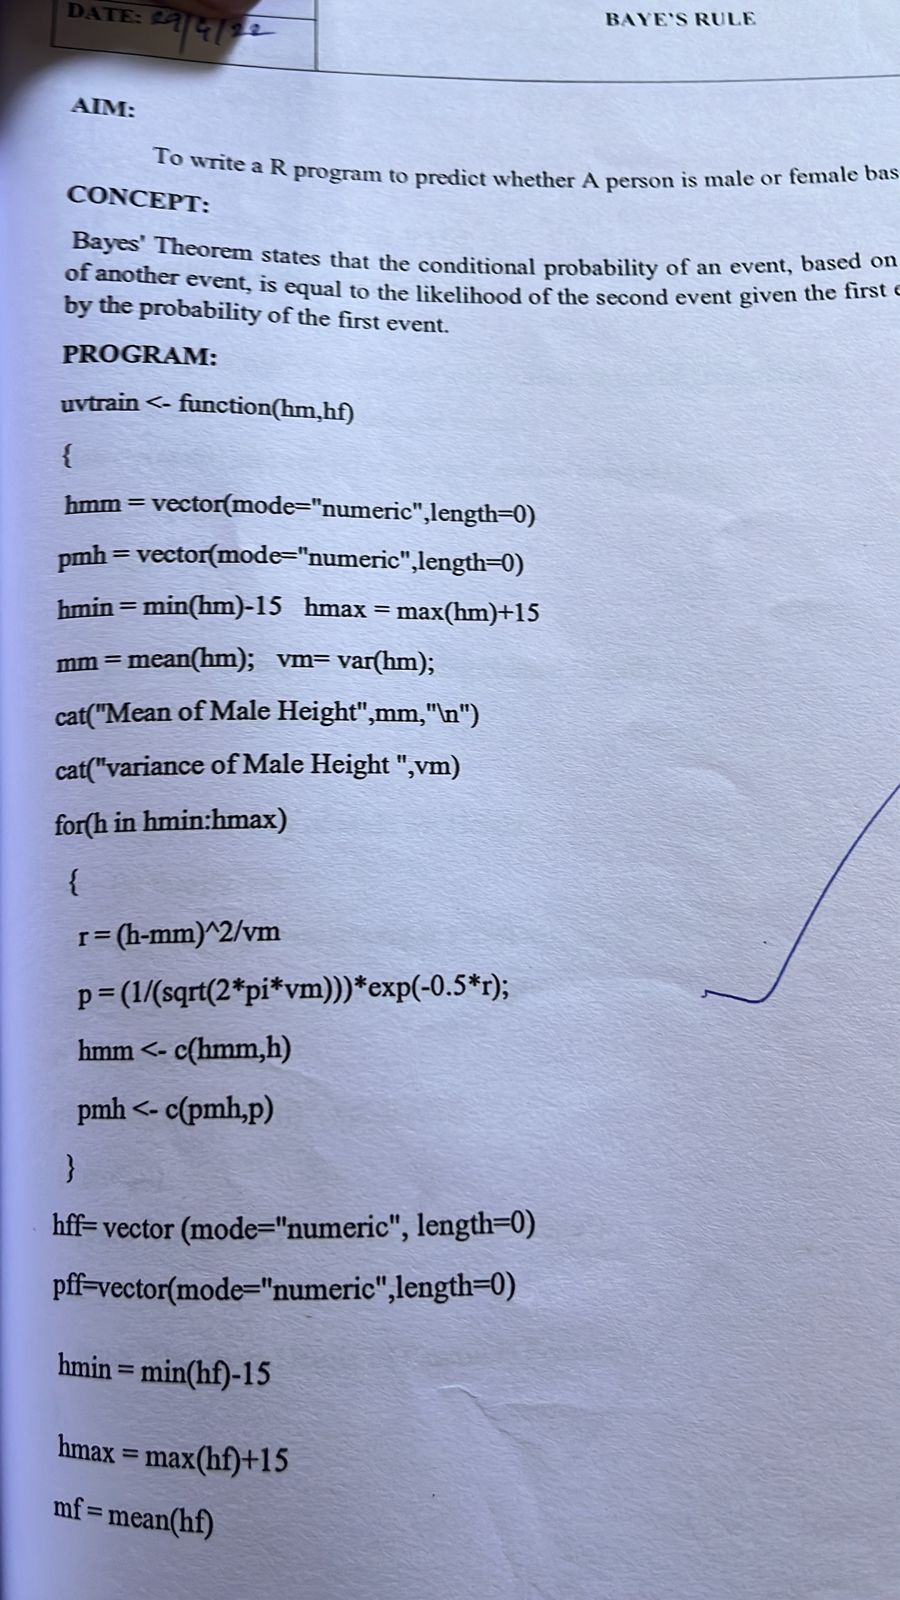 DATE: 29/4/22
BAYE'S RULE
AIM:
To write a R program to predict whether A person is male or female bas
CONCEPT:
Bayes' Theorem states that the conditional probability of an event, based on
of another event, is equal to the likelihood of the second event given the first e
by the probability of the first event.
PROGRAM:
uvtrain <- function(hm,hf)
{
hmm = vector(mode="numeric",length=0)
pmh = vector(mode="numeric",length=0)
hmin = min(hm)-15 hmax = max(hm)+15
mm = mean(hm); vm= var(hm);
cat("Mean of Male Height",mm,"\n")
cat("variance of Male Height ",vm)
for(h in hmin:hmax)
{
r = (h-mm)^2/vm
p = (1/(sqrt(2*pi*vm)))*exp(-0.5*r);
hmm <- c(hmm,h)
pmh <- c(pmh,p)
}
hff= vector (mode="numeric", length=0)
pff=vector(mode="numeric",length=0)
hmin = min(hf)-15
hmax = max(hf)+15
mf = mean(hf)